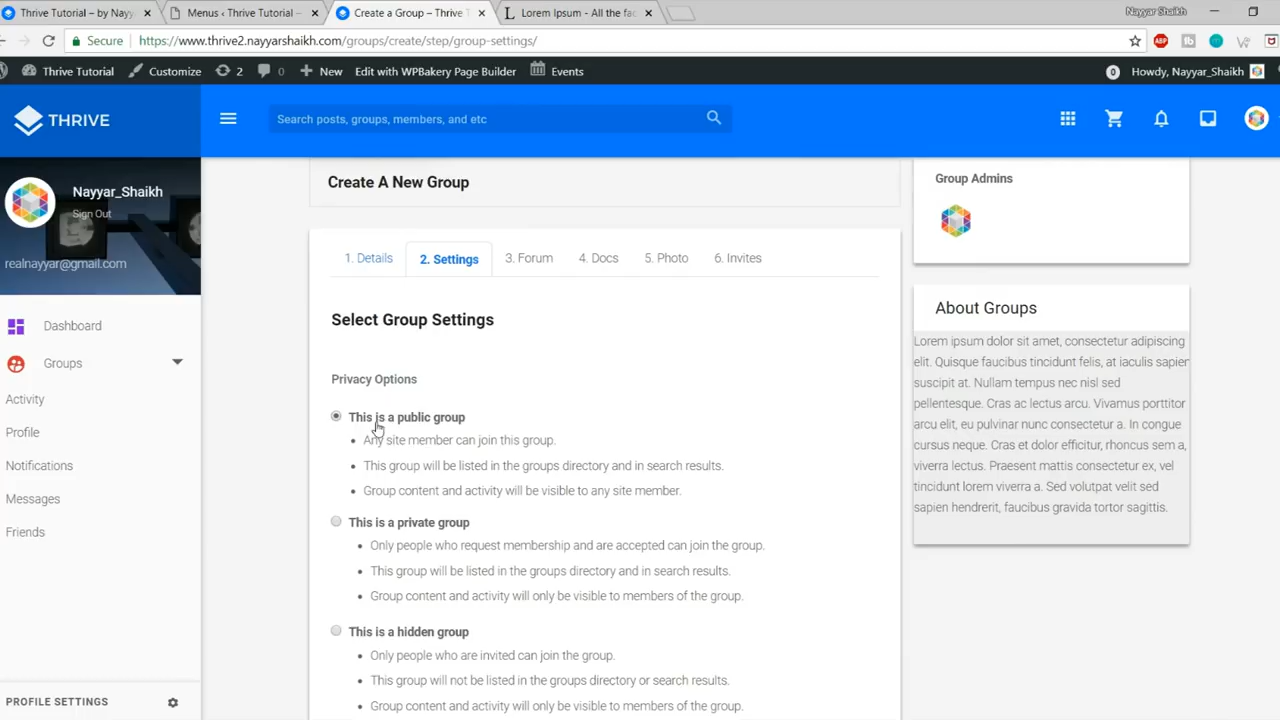 Thrive Tutorial – by Nayy
Menus ‹ Thrive Tutorial –
Create a Group – Thrive T
Lorem Ipsum - All the fac
Nayyar Shaikh
Secure
https://www.thrive2.nayyarshaikh.com/groups/create/step/group-settings/
ABP
Thrive Tutorial
Customize
2
0
New
Edit with WPBakery Page Builder
Events
0
Howdy, Nayyar_Shaikh
THRIVE
Search posts, groups, members, and etc
Nayyar_Shaikh
Sign Out
realnayyar@gmail.com
Dashboard
Groups
Activity
Profile
Notifications
Messages
Friends
PROFILE SETTINGS
Create A New Group
1. Details
2. Settings
3. Forum
4. Docs
5. Photo
6. Invites
Select Group Settings
Privacy Options
This is a public group
Any site member can join this group.
This group will be listed in the groups directory and in search results.
Group content and activity will be visible to any site member.
This is a private group
Only people who request membership and are accepted can join the group.
This group will be listed in the groups directory and in search results.
Group content and activity will only be visible to members of the group.
This is a hidden group
Only people who are invited can join the group.
This group will not be listed in the groups directory or search results.
Group content and activity will only be visible to members of the group.
Group Admins
About Groups
Lorem ipsum dolor sit amet, consectetur adipiscing
elit. Quisque faucibus tincidunt felis, at iaculis sapien
suscipit at. Nullam tempus nec nisl sed
pellentesque. Cras ac lectus arcu. Vivamus porttitor
arcu elit, eu pulvinar nunc consectetur a. In congue
cursus neque. Cras et dolor efficitur, rhoncus sem a,
viverra lectus. Praesent mattis consectetur ex, vel
tincidunt lorem viverra a. Sed volutpat velit sed
sapien hendrerit, faucibus gravida tortor sagittis.